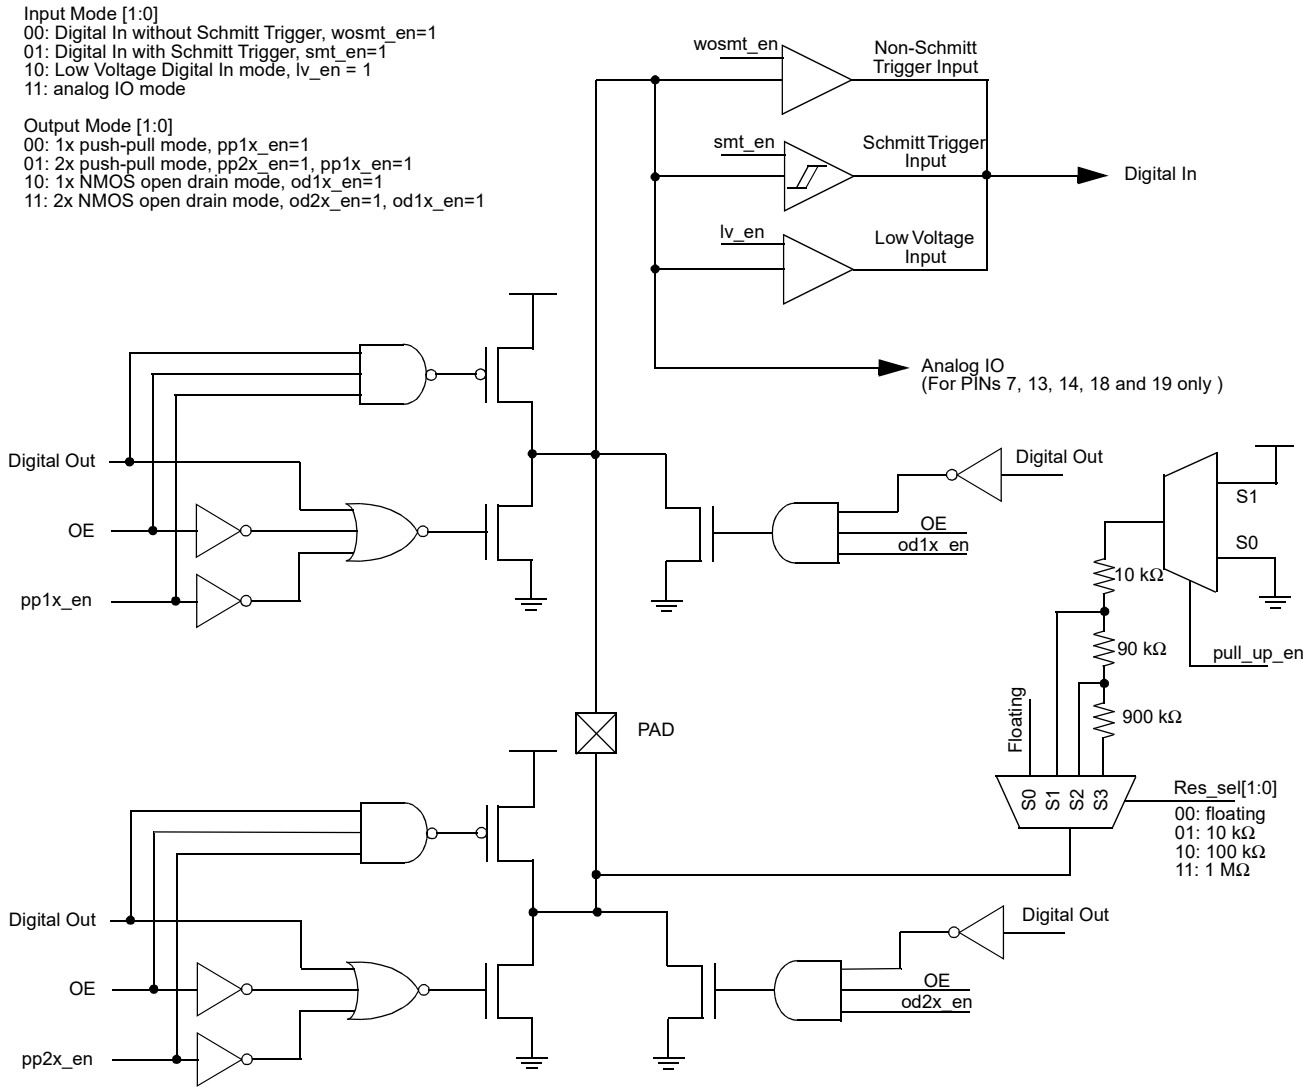 Input Mode [1:0]
00: Digital In without Schmitt Trigger, wosmt_en=1
01: Digital In with Schmitt Trigger, smt_en=1
10: Low Voltage Digital In mode, lv_en = 1
11: analog IO mode
Output Mode [1:0]
00: 1x push-pull mode, pp1x_en=1
01: 2x push-pull mode, pp2x_en=1, pp1x_en=1
10: 1x NMOS open drain mode, od1x_en=1
11: 2x NMOS open drain mode, od2x_en=1, od1x_en=1
wosmt_en
Non-Schmitt
Trigger Input
smt_en
Schmitt Trigger
Input
Digital In
lv_en
Low Voltage
Input
Analog IO
(For PINs 7, 13, 14, 18 and 19 only )
Digital Out
OE
pp1x_en
Digital Out
OE
od1x_en
S1
S0
10 kΩ
90 kΩ
900 kΩ
pull_up_en
Floating
S0
S1
S2
S3
Res_sel[1:0]
00: floating
01: 10 kΩ
10: 100 kΩ
11: 1 MΩ
PAD
Digital Out
OE
pp2x_en
Digital Out
OE
od2x_en